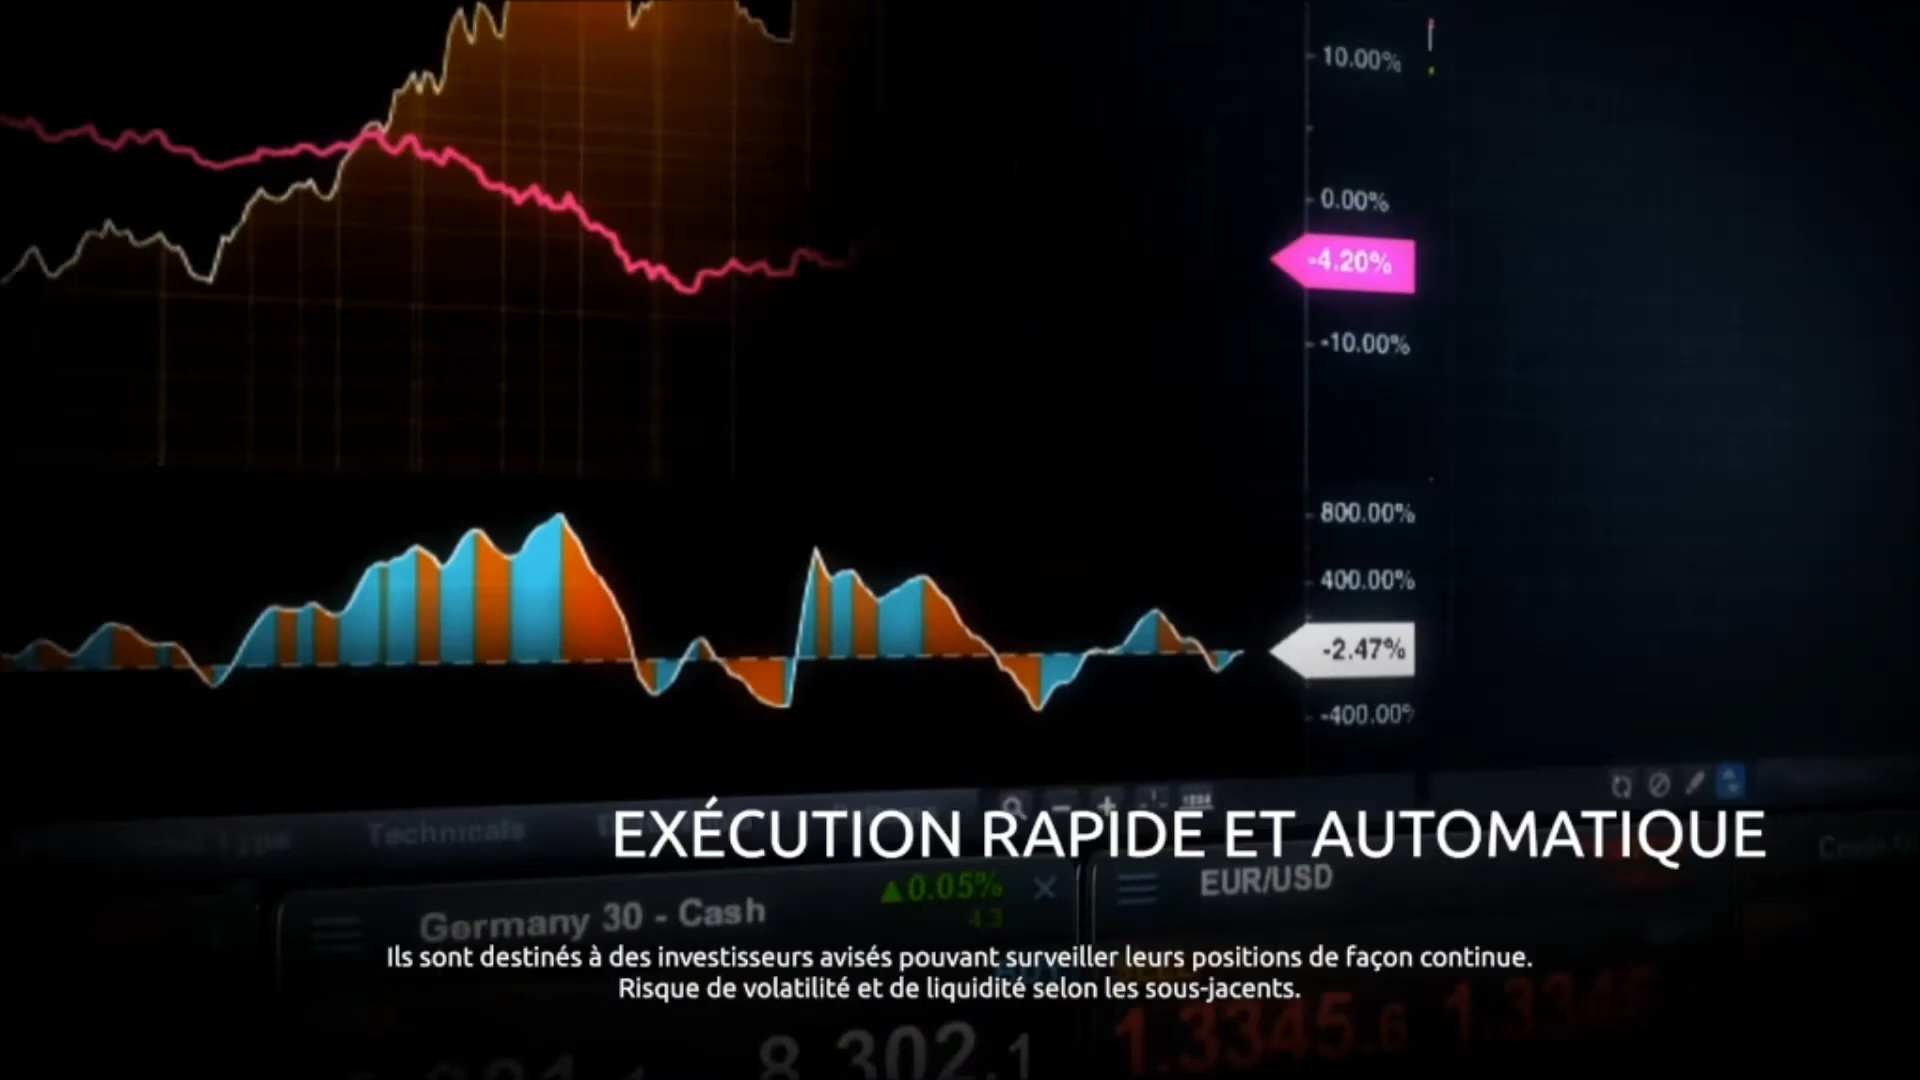 10.00%
0.00%
-4.20%
-10.00%
800.00%
400.00%
-2.47%
-400.00%
Technicals
EXÉCUTION RAPIDE ET AUTOMATIQUE
Germany 30 - Cash
▲0.05%
4.3
EUR/USD
Ils sont destinés à des investisseurs avisés pouvant surveiller leurs positions de façon continue.
Risque de volatilité et de liquidité selon les sous-jacents.
8 302.1
1.3345.6